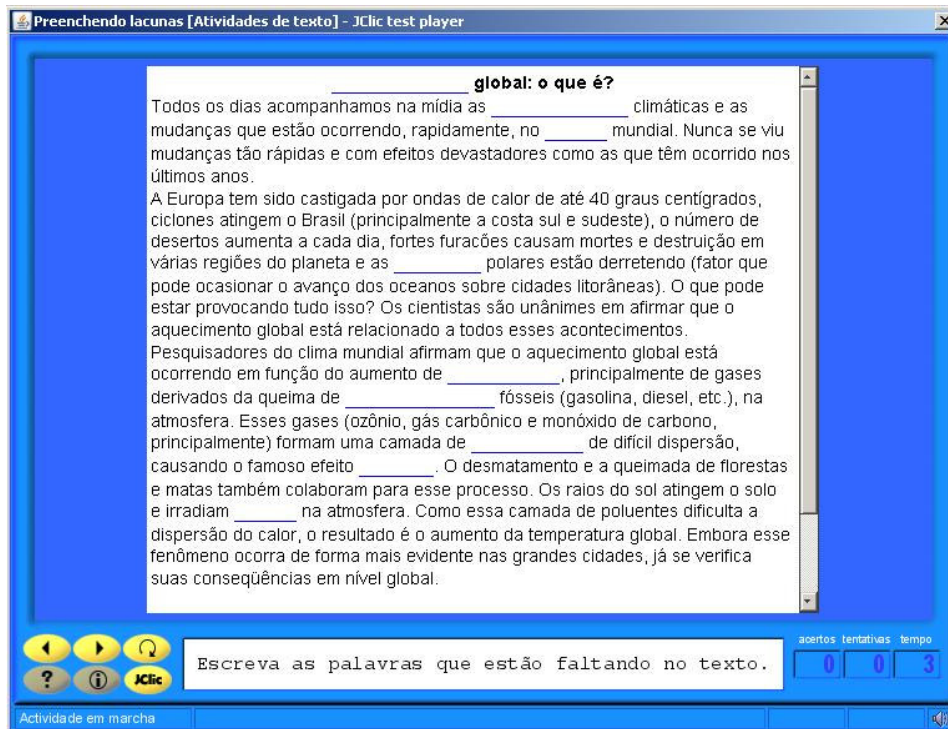 Preenchendo lacunas [Atividades de texto] - JClic test player
______________ global: o que é?
Todos os dias acompanhamos na mídia as ______________ climáticas e as
mudanças que estão ocorrendo, rapidamente, no ______ mundial. Nunca se viu
mudanças tão rápidas e com efeitos devastadores como as que têm ocorrido nos
últimos anos.
A Europa tem sido castigada por ondas de calor de até 40 graus centígrados,
ciclones atingem o Brasil (principalmente a costa sul e sudeste), o número de
desertos aumenta a cada dia, fortes furacões causam mortes e destruição em
várias regiões do planeta e as _________ polares estão derretendo (fator que
pode ocasionar o avanço dos oceanos sobre cidades litorâneas). O que pode
estar provocando tudo isso? Os cientistas são unânimes em afirmar que o
aquecimento global está relacionado a todos esses acontecimentos.
Pesquisadores do clima mundial afirmam que o aquecimento global está
ocorrendo em função do aumento de ___________, principalmente de gases
derivados da queima de _______________ fósseis (gasolina, diesel, etc.), na
atmosfera. Esses gases (ozônio, gás carbônico e monóxido de carbono,
principalmente) formam uma camada de ___________ de difícil dispersão,
causando o famoso efeito _______. O desmatamento e a queimada de florestas
e matas também colaboram para esse processo. Os raios do sol atingem o solo
e irradiam ______ na atmosfera. Como essa camada de poluentes dificulta a
dispersão do calor, o resultado é o aumento da temperatura global. Embora esse
fenômeno ocorra de forma mais evidente nas grandes cidades, já se verifica
suas conseqüências em nível global.
acertos tentativas tempo
0 0 3
Escreva as palavras que estão faltando no texto.
? i JClic
Actividade em marcha